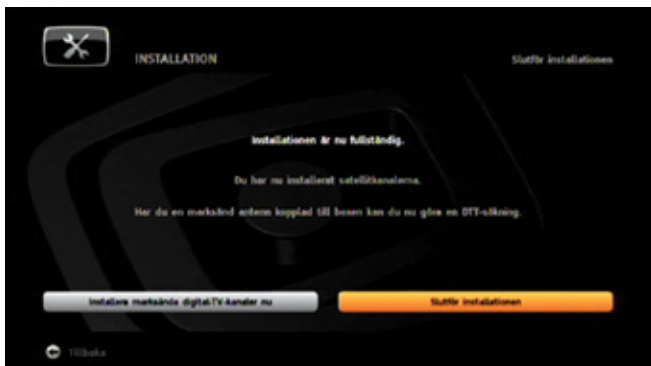 INSTALLATION
Slutför installationen
Installationen är nu fullständig.
Du har nu installerat satellitkanalerna.
Har du en marksänd antenn kopplad till boxen kan du nu göra en DTT-sökning.
Installera marksända digital-TV-kanaler nu
Slutför installationen
Tillbaka